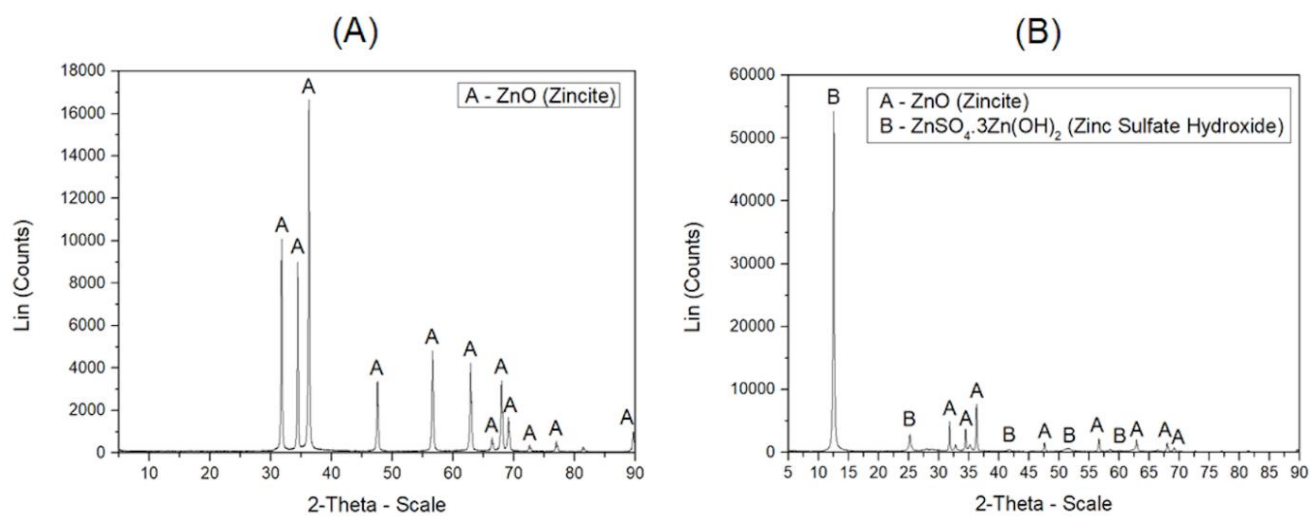 (A)
A - ZnO (Zincite)
18000
16000
14000
12000
10000
8000
6000
4000
2000
0
Lin (Counts)
A
A
A
A
A
A
A
A
A
A
A
A
10
20
30
40
50
60
70
80
90
2-Theta - Scale
(B)
A - ZnO (Zincite)
B - ZnSO₄.3Zn(OH)₂ (Zinc Sulfate Hydroxide)
60000
50000
40000
30000
20000
10000
0
Lin (Counts)
B
B
A
A
A
B
A
B
A
B
A
A
A
5
10
15
20
25
30
35
40
45
50
55
60
65
70
75
80
85
90
2-Theta - Scale